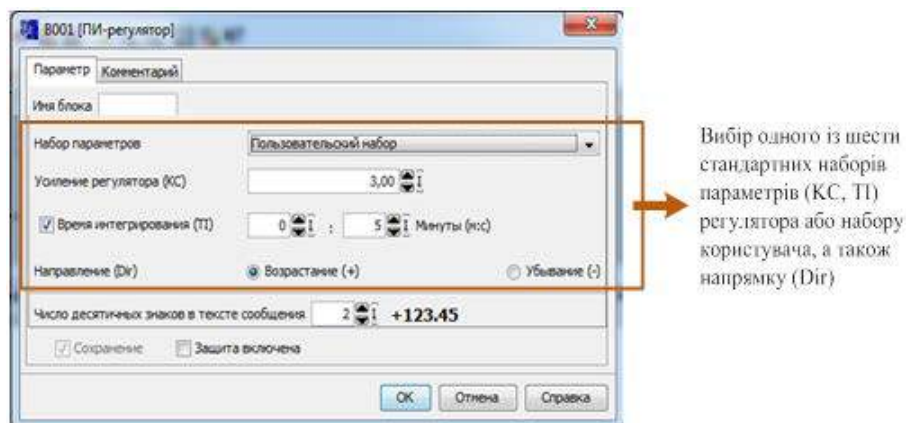 B001 [ПИ-регулятор]
Параметр Комментарий
Имя блока
Набор параметров Пользовательский набор
Усиление регулятора (KC) 3,00
Время интегрирования (TI) 0 : 5 Минуты (м:с)
Направление (Dir) Возрастание (+) Убывание (-)
Число десятичных знаков в тексте сообщения 2 +123.45
Сохранение Защита включена
OK Отмена Справка
Вибір одного із шести
стандартних наборів
параметрів (KC, TI)
регулятора або набору
користувача, а також
напрямку (Dir)